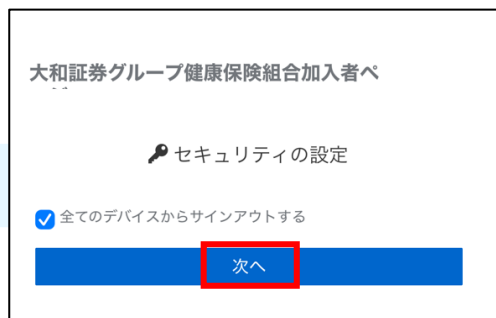 大和証券グループ健康保険組合加入者ペ
セキュリティの設定
全てのデバイスからサインアウトする
次へ